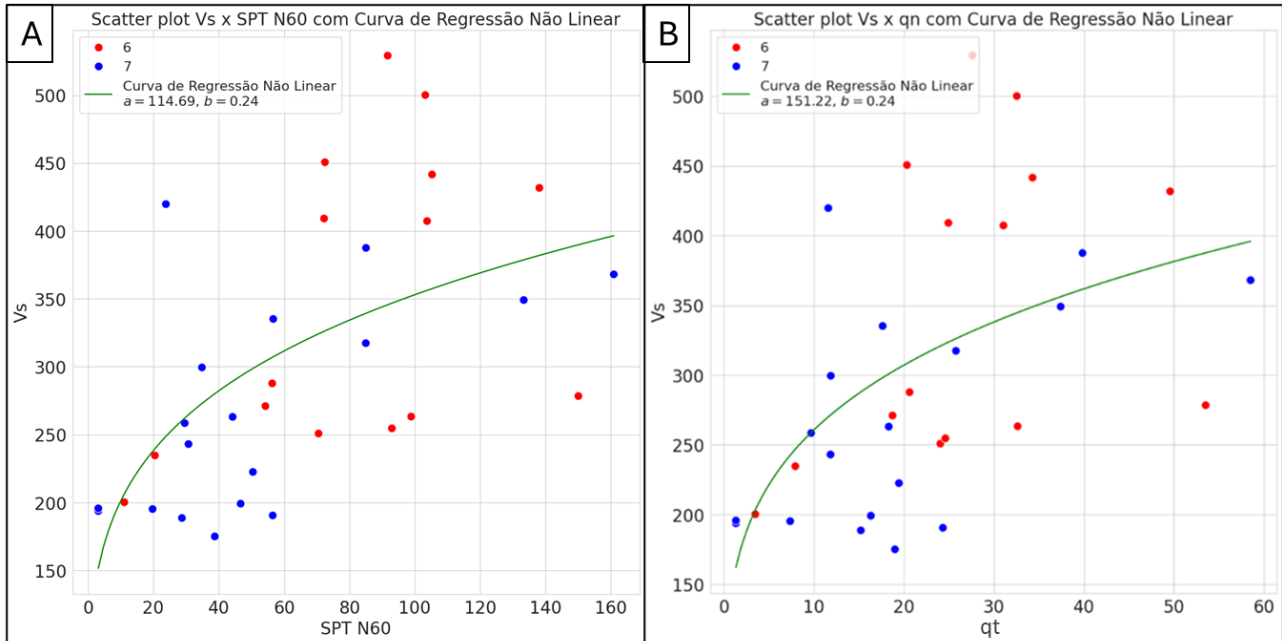 A
Scatter plot Vs x SPT N60 com Curva de Regressão Não Linear
6
7
Curva de Regressão Não Linear
a = 114.69, b = 0.24
Vs
500
450
400
350
300
250
200
150
0 20 40 60 80 100 120 140 160
SPT N60
B
Scatter plot Vs x qn com Curva de Regressão Não Linear
6
7
Curva de Regressão Não Linear
a = 151.22, b = 0.24
Vs
500
450
400
350
300
250
200
150
0 10 20 30 40 50 60
qt